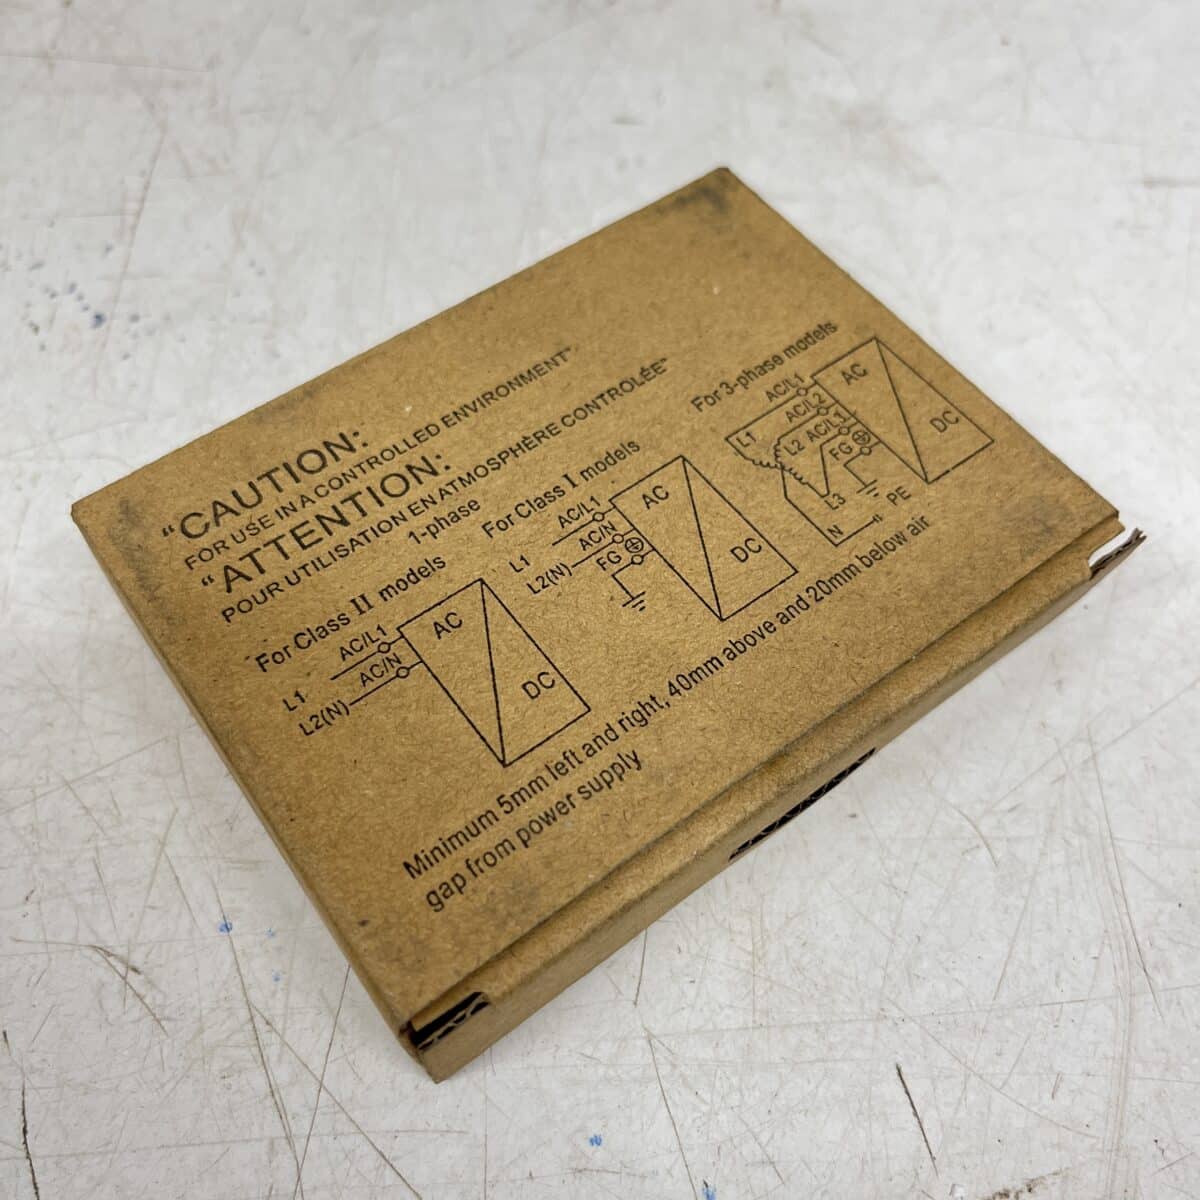 "CAUTION:
FOR USE IN A CONTROLLED ENVIRONMENT"
"ATTENTION:
POUR UTILISATION EN ATMOSPHÈRE CONTROLÉE"
1-phase
For Class II models
L1
AC/L1
L2(N)
AC/N
AC
DC
For Class I models
L1
AC/L1
L2(N)
AC/N
FG
AC
DC
For 3-phase models
AC/L1
L1
AC/L2
L2
AC/L3
FG
L3
N
PE
AC
DC
Minimum 5mm left and right, 40mm above and 20mm below air
gap from power supply